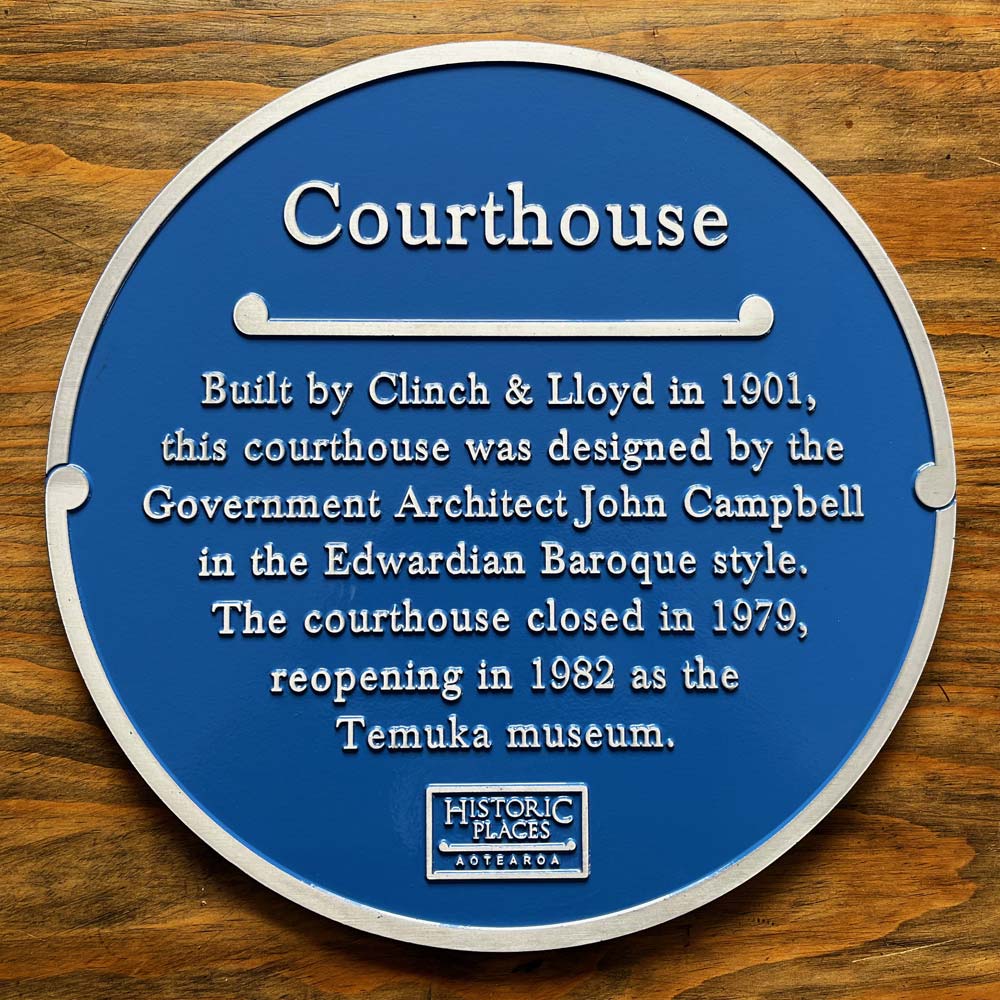 Courthouse
Built by Clinch & Lloyd in 1901,
this courthouse was designed by the
Government Architect John Campbell
in the Edwardian Baroque style.
The courthouse closed in 1979,
reopening in 1982 as the
Temuka museum.
HISTORIC
PLACES
AOTEAROA